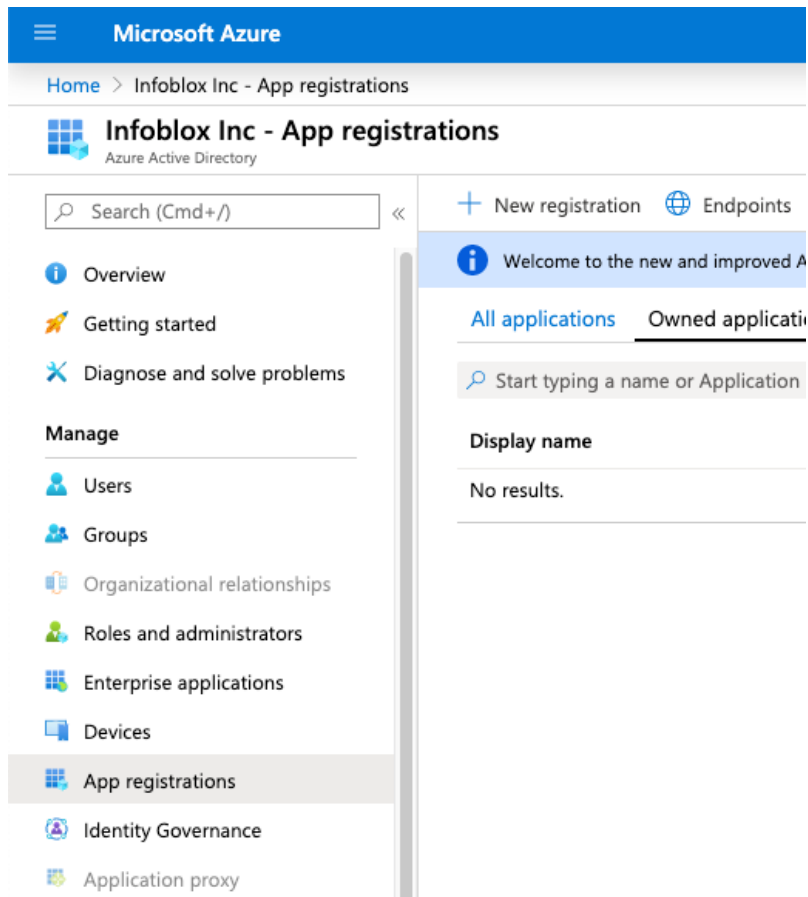 Microsoft Azure
Home > Infoblox Inc - App registrations
Infoblox Inc - App registrations
Azure Active Directory
Search (Cmd+/)
«
Overview
Getting started
Diagnose and solve problems
Manage
Users
Groups
Organizational relationships
Roles and administrators
Enterprise applications
Devices
App registrations
Identity Governance
Application proxy
New registration
Endpoints
Welcome to the new and improved A
All applications
Owned applicati
Start typing a name or Application
Display name
No results.